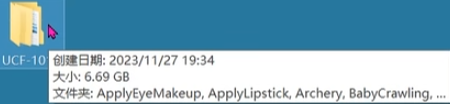 UCF-10
创建日期: 2023/11/27 19:34
大小: 6.69 GB
文件夹: ApplyEyeMakeup, ApplyLipstick, Archery, BabyCrawling, ...